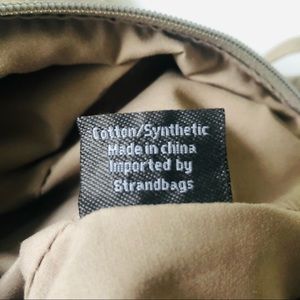 Cotton/Synthetic
Made in china
Imported by
Strandbags